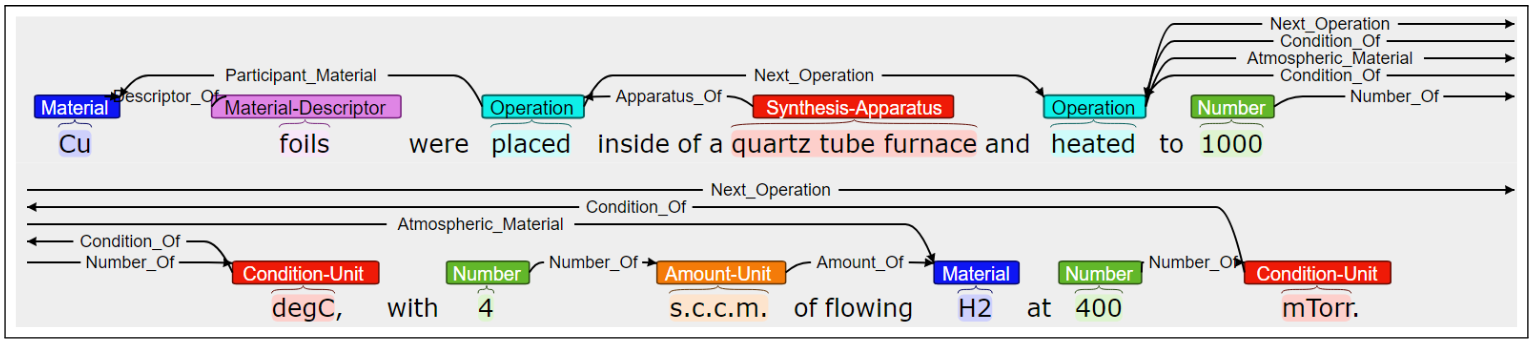 Next_Operation
Condition_Of
Participant_Material Next_Operation Atmospheric_Material
Condition_Of
Material Descriptor_Of Material-Descriptor Operation Apparatus_Of Synthesis-Apparatus Operation Number Number_Of
Cu foils were placed inside of a quartz tube furnace and heated to 1000
Next_Operation
Condition_Of
Atmospheric_Material
Condition_Of
Number_Of Condition-Unit Number Number_Of Amount-Unit Amount_Of Material Number Number_Of Condition-Unit
degC, with 4 s.c.c.m. of flowing H2 at 400 mTorr.